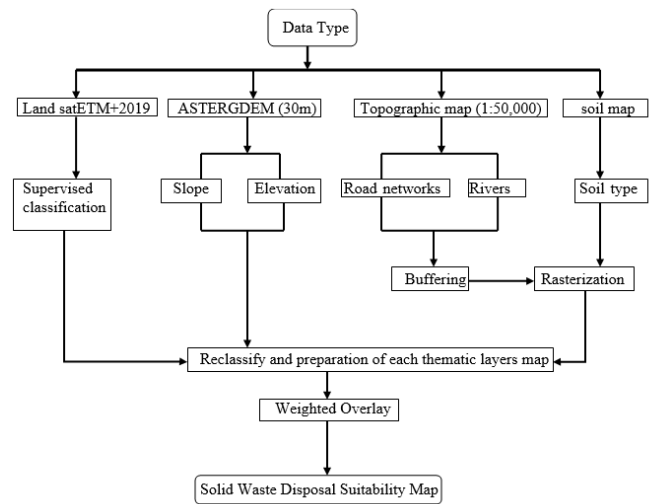 Data Type
Land satETM+2019
ASTERGDEM (30m)
Topographic map (1:50,000)
soil map
Supervised
classification
Slope
Elevation
Road networks
Rivers
Soil type
Buffering
Rasterization
Reclassify and preparation of each thematic layers map
Weighted Overlay
Solid Waste Disposal Suitability Map